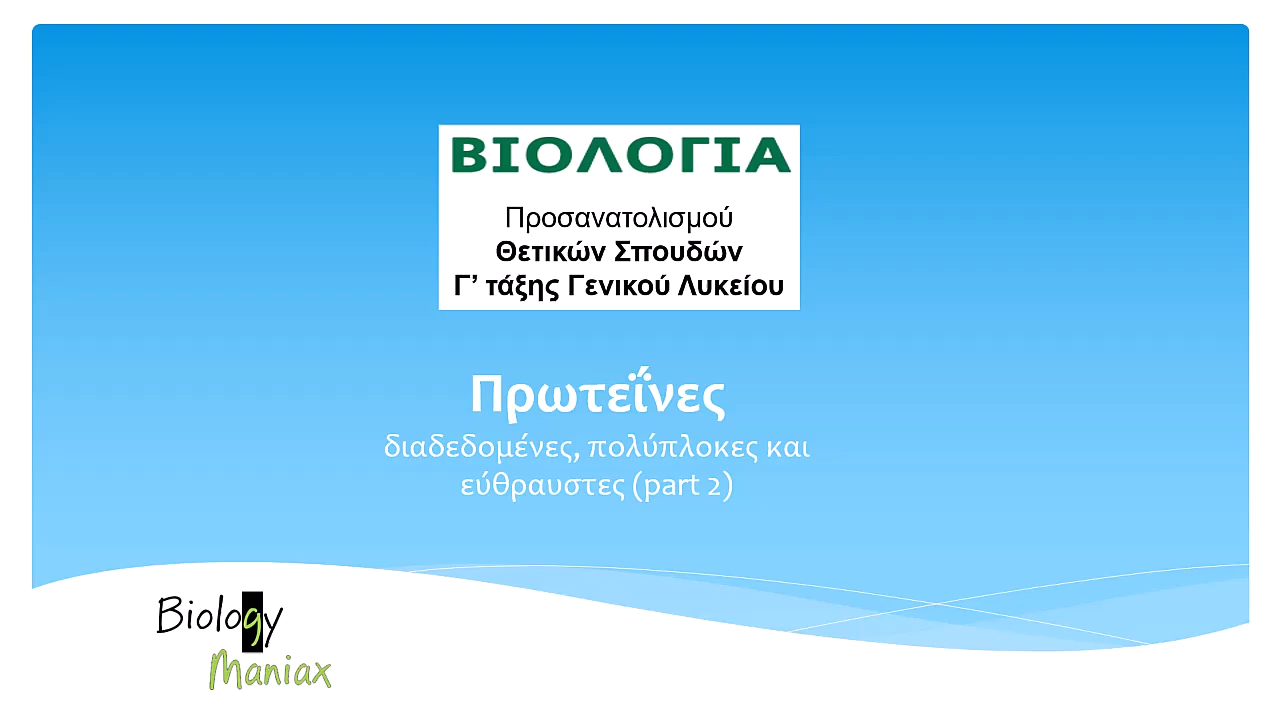 ΒΙΟΛΟΓΙΑ
Προσανατολισμού
Θετικών Σπουδών
Γ’ τάξης Γενικού Λυκείου
Πρωτεΐνες
διαδεδομένες, πολύπλοκες και
εύθραυστες (part 2)
Biology
Maniax